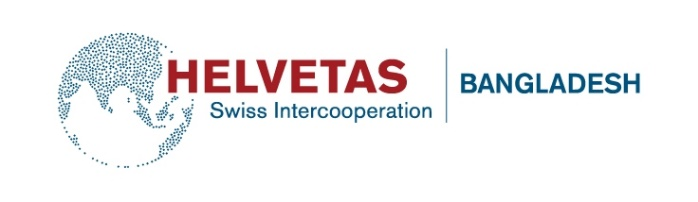 HELVETAS
Swiss Intercooperation
BANGLADESH